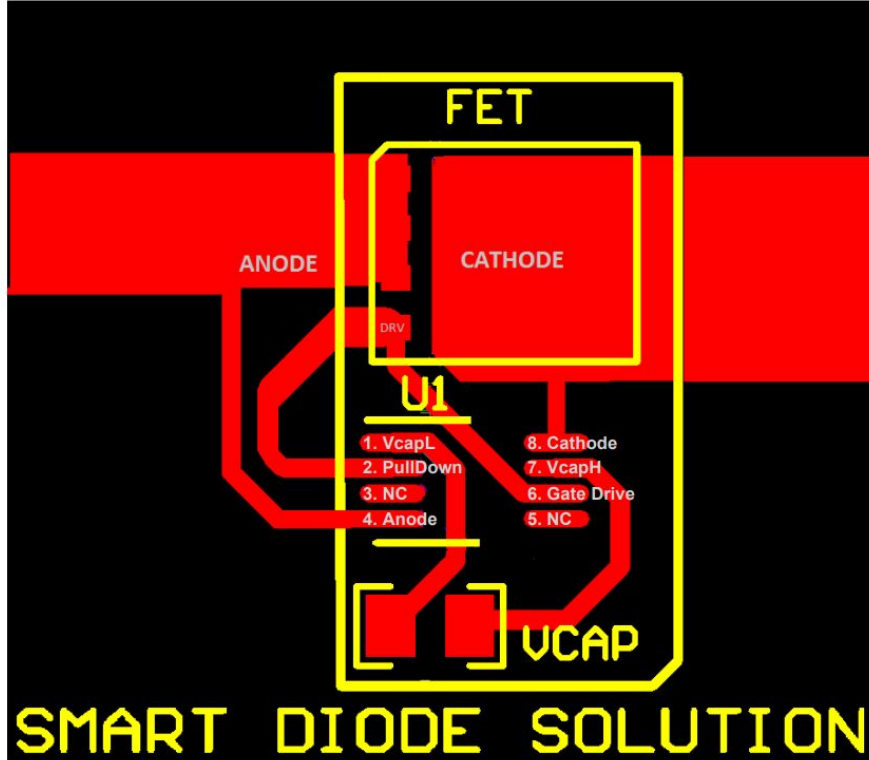 FET
ANODE
CATHODE
DRV
U1
1. VcapL
8. Cathode
2. PullDown
7. VcapH
3. NC
6. Gate Drive
4. Anode
5. NC
VCAP
SMART DIODE SOLUTION